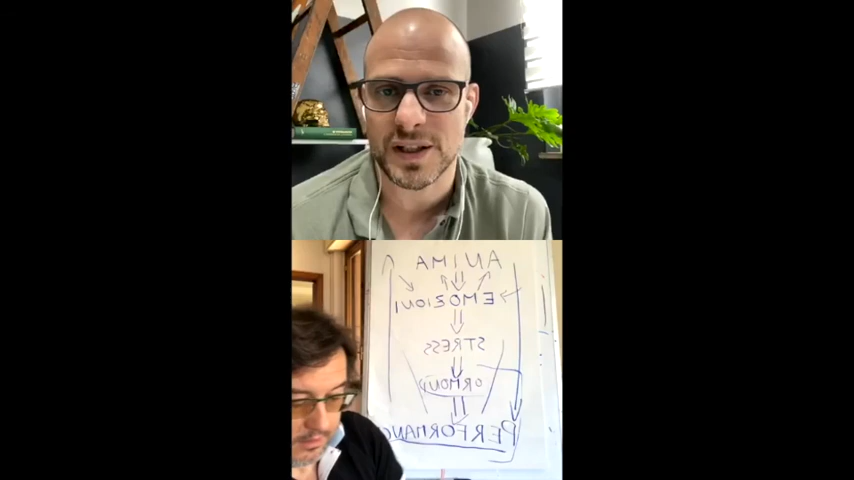 ANIMA
EMOZIONI
STRESS
ORMONI
PERFORMANC